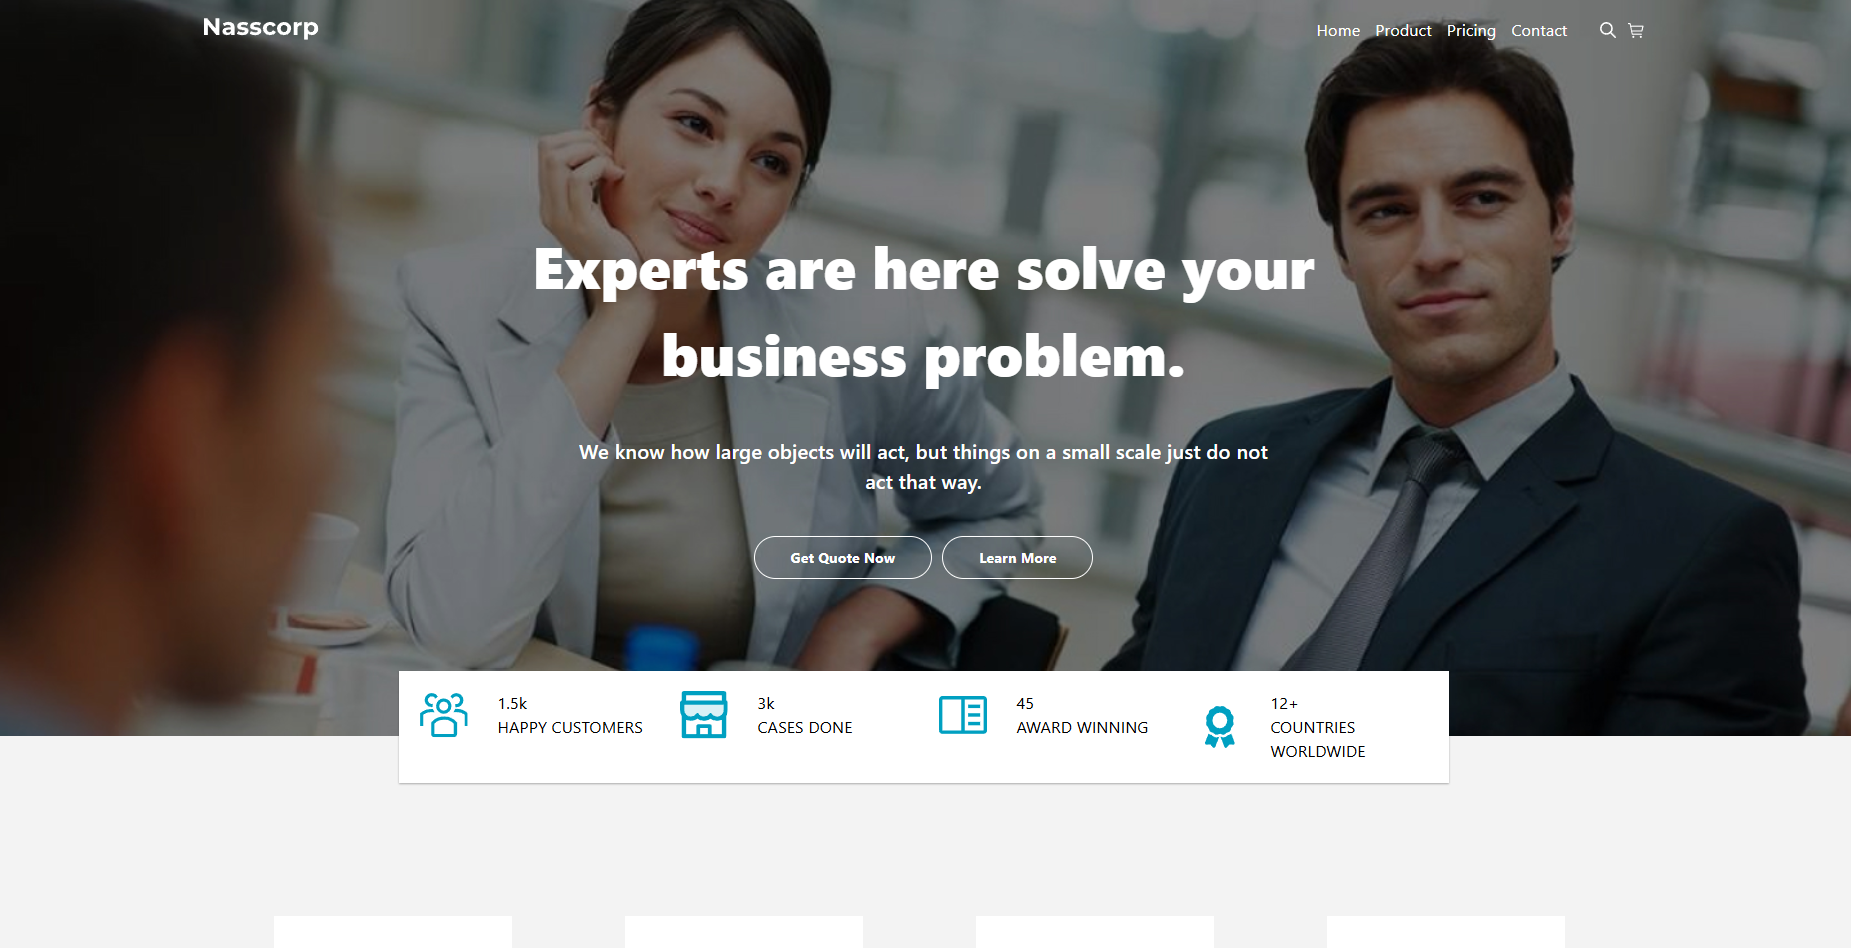 Nasscorp
Home Product Pricing Contact
Experts are here solve your
business problem.
We know how large objects will act, but things on a small scale just do not
act that way.
Get Quote Now
Learn More
1.5k
HAPPY CUSTOMERS
3k
CASES DONE
45
AWARD WINNING
12+
COUNTRIES
WORLDWIDE